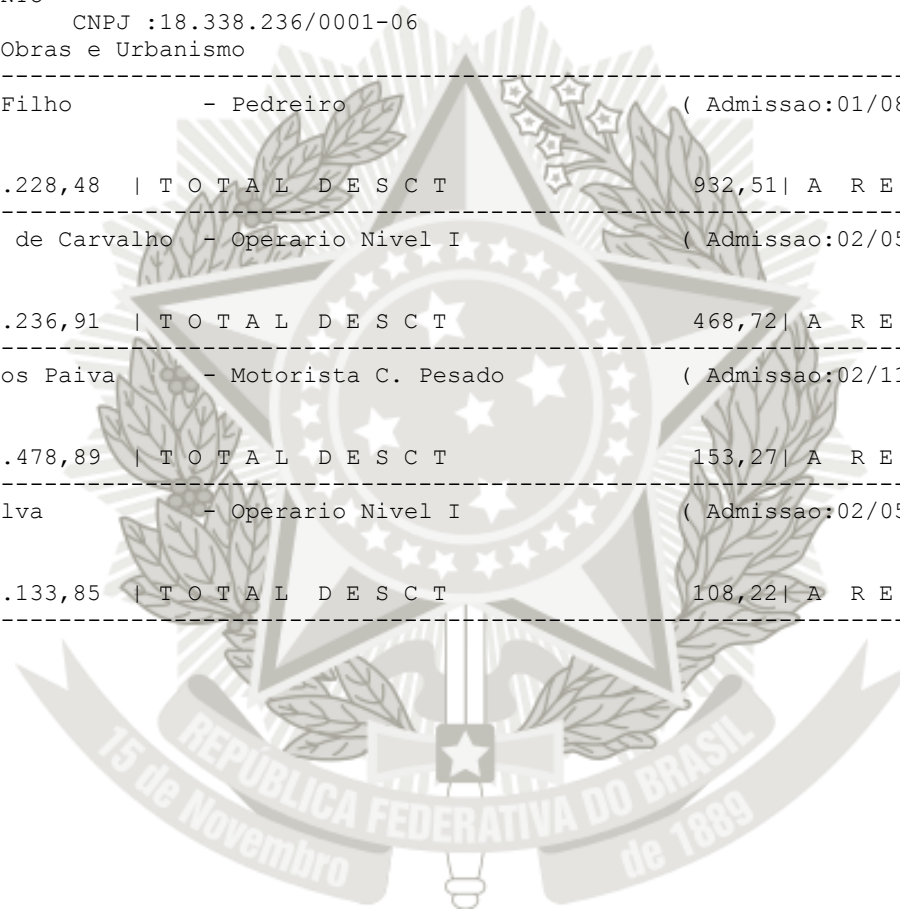 CNPJ :18.338.236/0001-06
Obras e Urbanismo
--------------------------------------------------------------
Filho - Pedreiro ( Admissao:01/08
.228,48 | T O T A L D E S C T 932,51| A R E
--------------------------------------------------------------
de Carvalho - Operario Nivel I ( Admissao:02/05
.236,91 | T O T A L D E S C T 468,72| A R E
--------------------------------------------------------------
os Paiva - Motorista C. Pesado ( Admissao:02/11
.478,89 | T O T A L D E S C T 153,27| A R E
--------------------------------------------------------------
lva - Operario Nivel I ( Admissao:02/05
.133,85 | T O T A L D E S C T 108,22| A R E
--------------------------------------------------------------
REPÚBLICA FEDERATIVA DO BRASIL
15 de Novembro de 1889